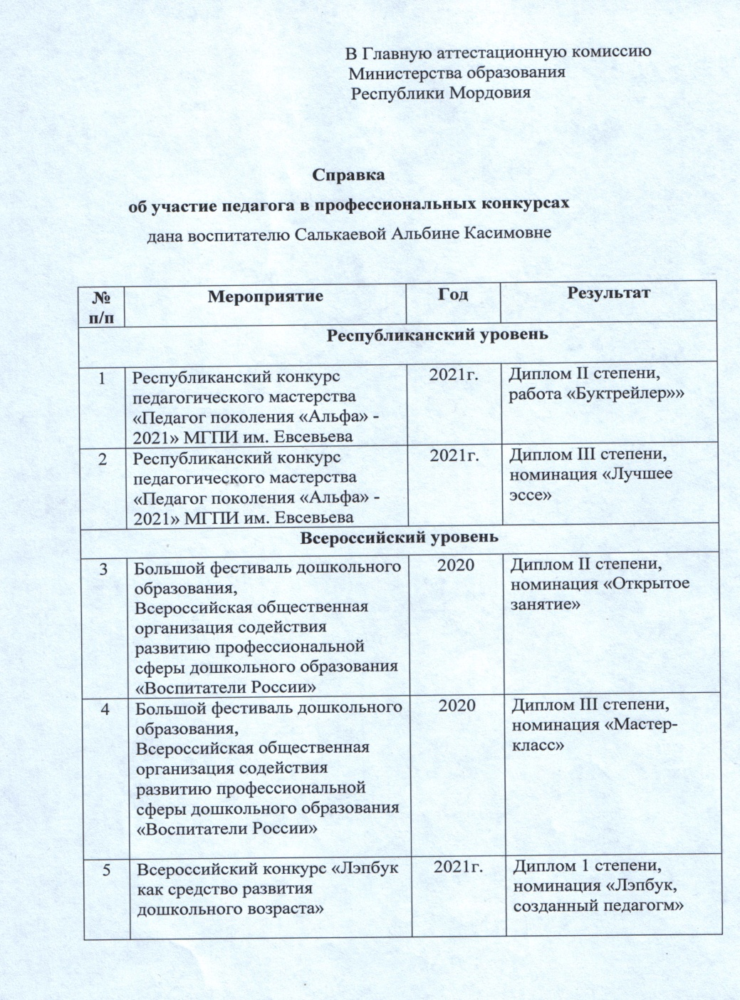 В Главную аттестационную комиссию
Министерства образования
Республики Мордовия
Справка
об участие педагога в профессиональных конкурсах
дана воспитателю Салькаевой Альбине Касимовне
№ п/п
Мероприятие
Год
Результат
Республиканский уровень
1
Республиканский конкурс
педагогического мастерства
«Педагог поколения «Альфа» -
2021» МГПИ им. Евсевьева
2021г.
Диплом II степени,
работа «Буктрейлер»»
2
Республиканский конкурс
педагогического мастерства
«Педагог поколения «Альфа» -
2021» МГПИ им. Евсевьева
2021г.
Диплом III степени,
номинация «Лучшее
эссе»
Всероссийский уровень
3
Большой фестиваль дошкольного
образования,
Всероссийская общественная
организация содействия
развитию профессиональной
сферы дошкольного образования
«Воспитатели России»
2020
Диплом II степени,
номинация «Открытое
занятие»
4
Большой фестиваль дошкольного
образования,
Всероссийская общественная
организация содействия
развитию профессиональной
сферы дошкольного образования
«Воспитатели России»
2020
Диплом III степени,
номинация «Мастер-
класс»
5
Всероссийский конкурс «Лэпбук
как средство развития
дошкольного возраста»
2021г.
Диплом 1 степени,
номинация «Лэпбук,
созданный педагогм»